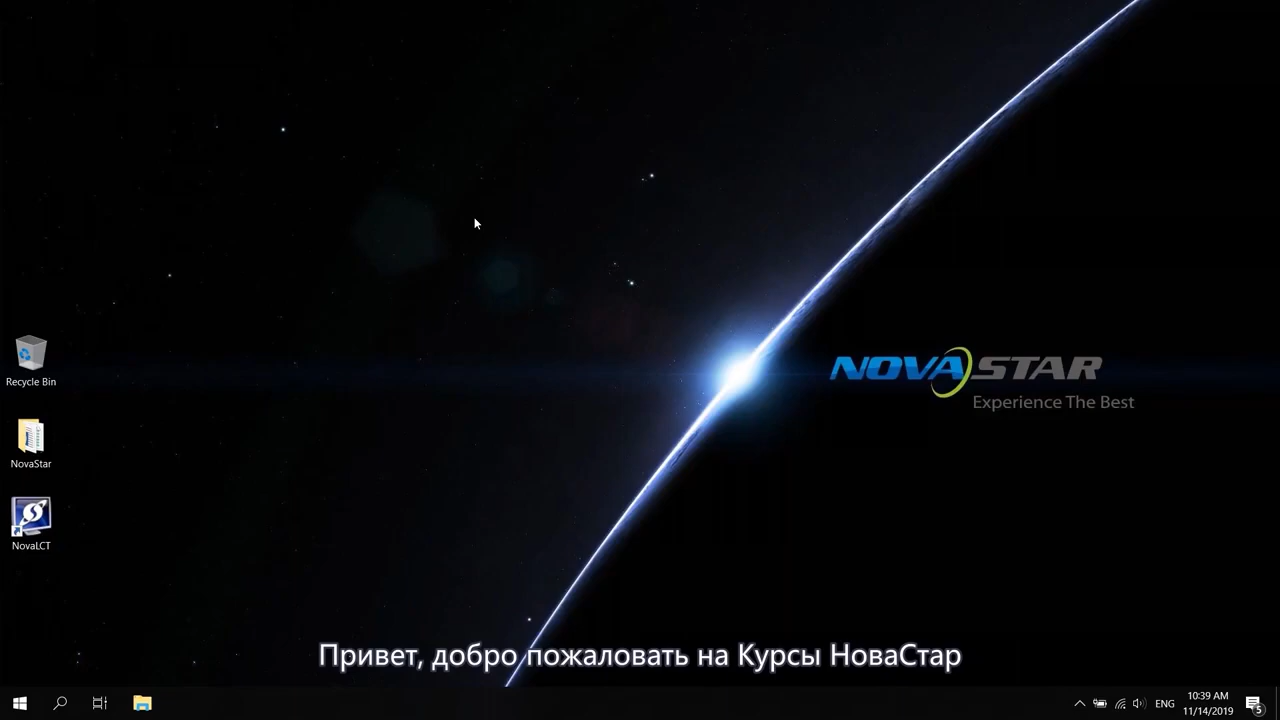 NOVASTAR
Experience The Best
Recycle Bin
NovaStar
NovaLCT
Привет, добро пожаловать на Курсы НоваСтар
ENG
10:39 AM
11/14/2019
5